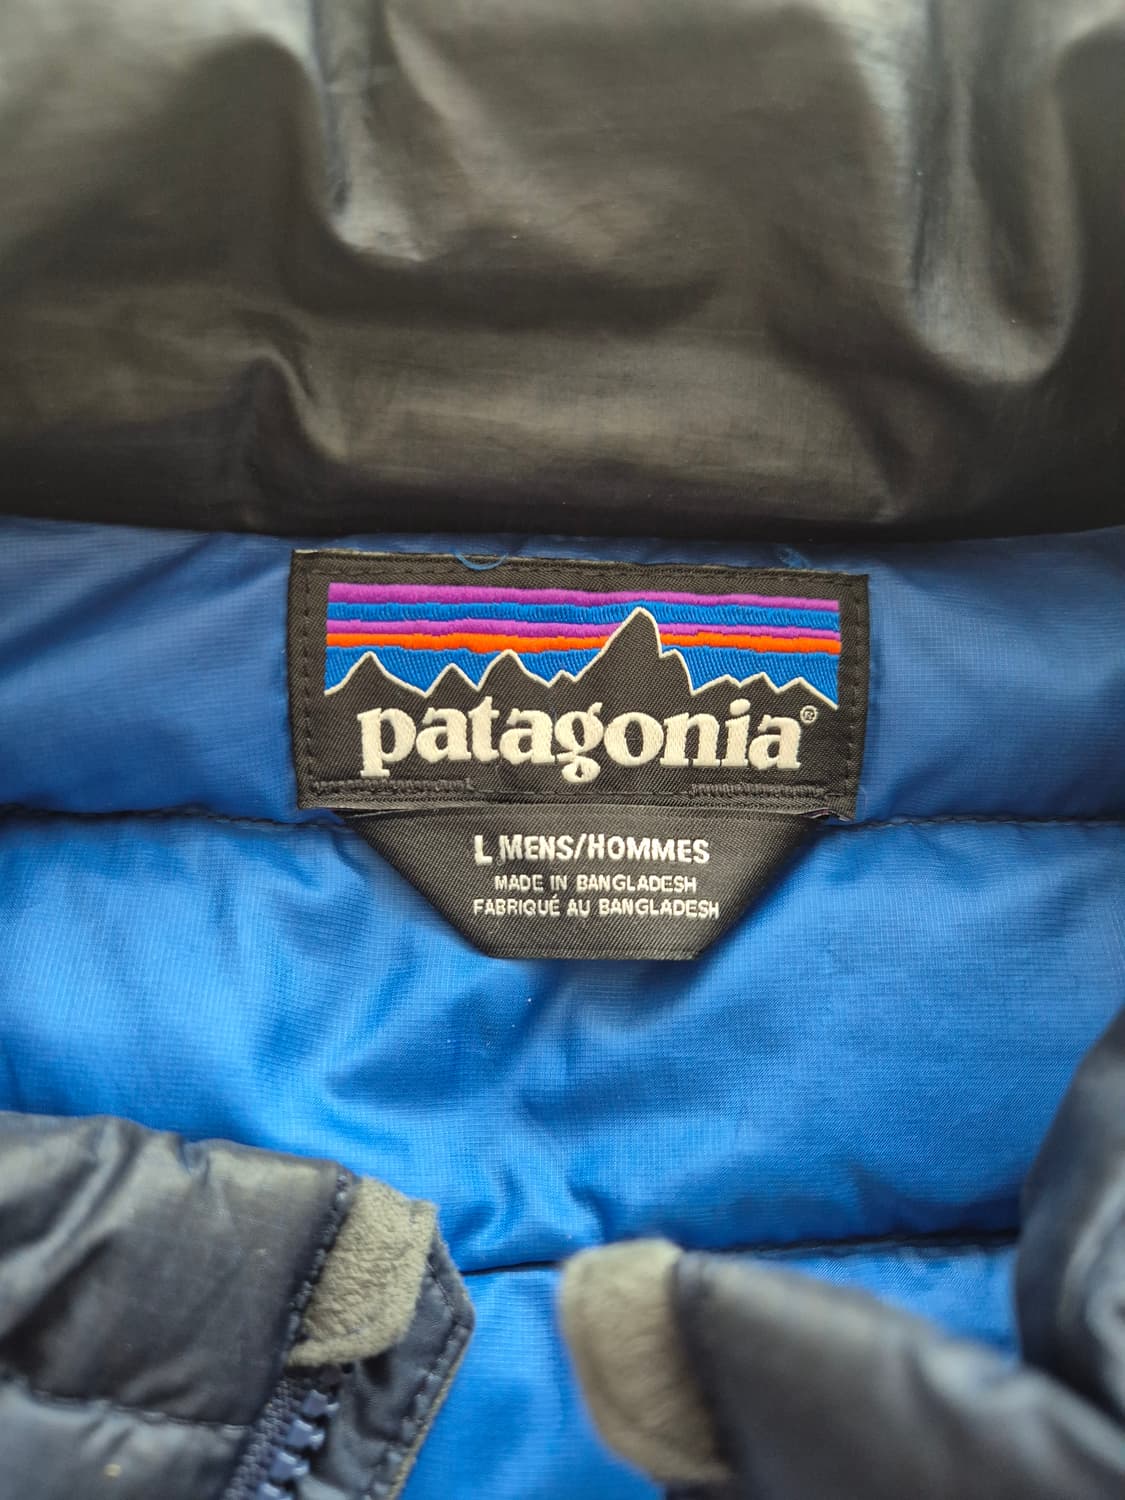 patagonia®
L MENS/HOMMES
MADE IN BANGLADESH
FABRIQUÉ AU BANGLADESH